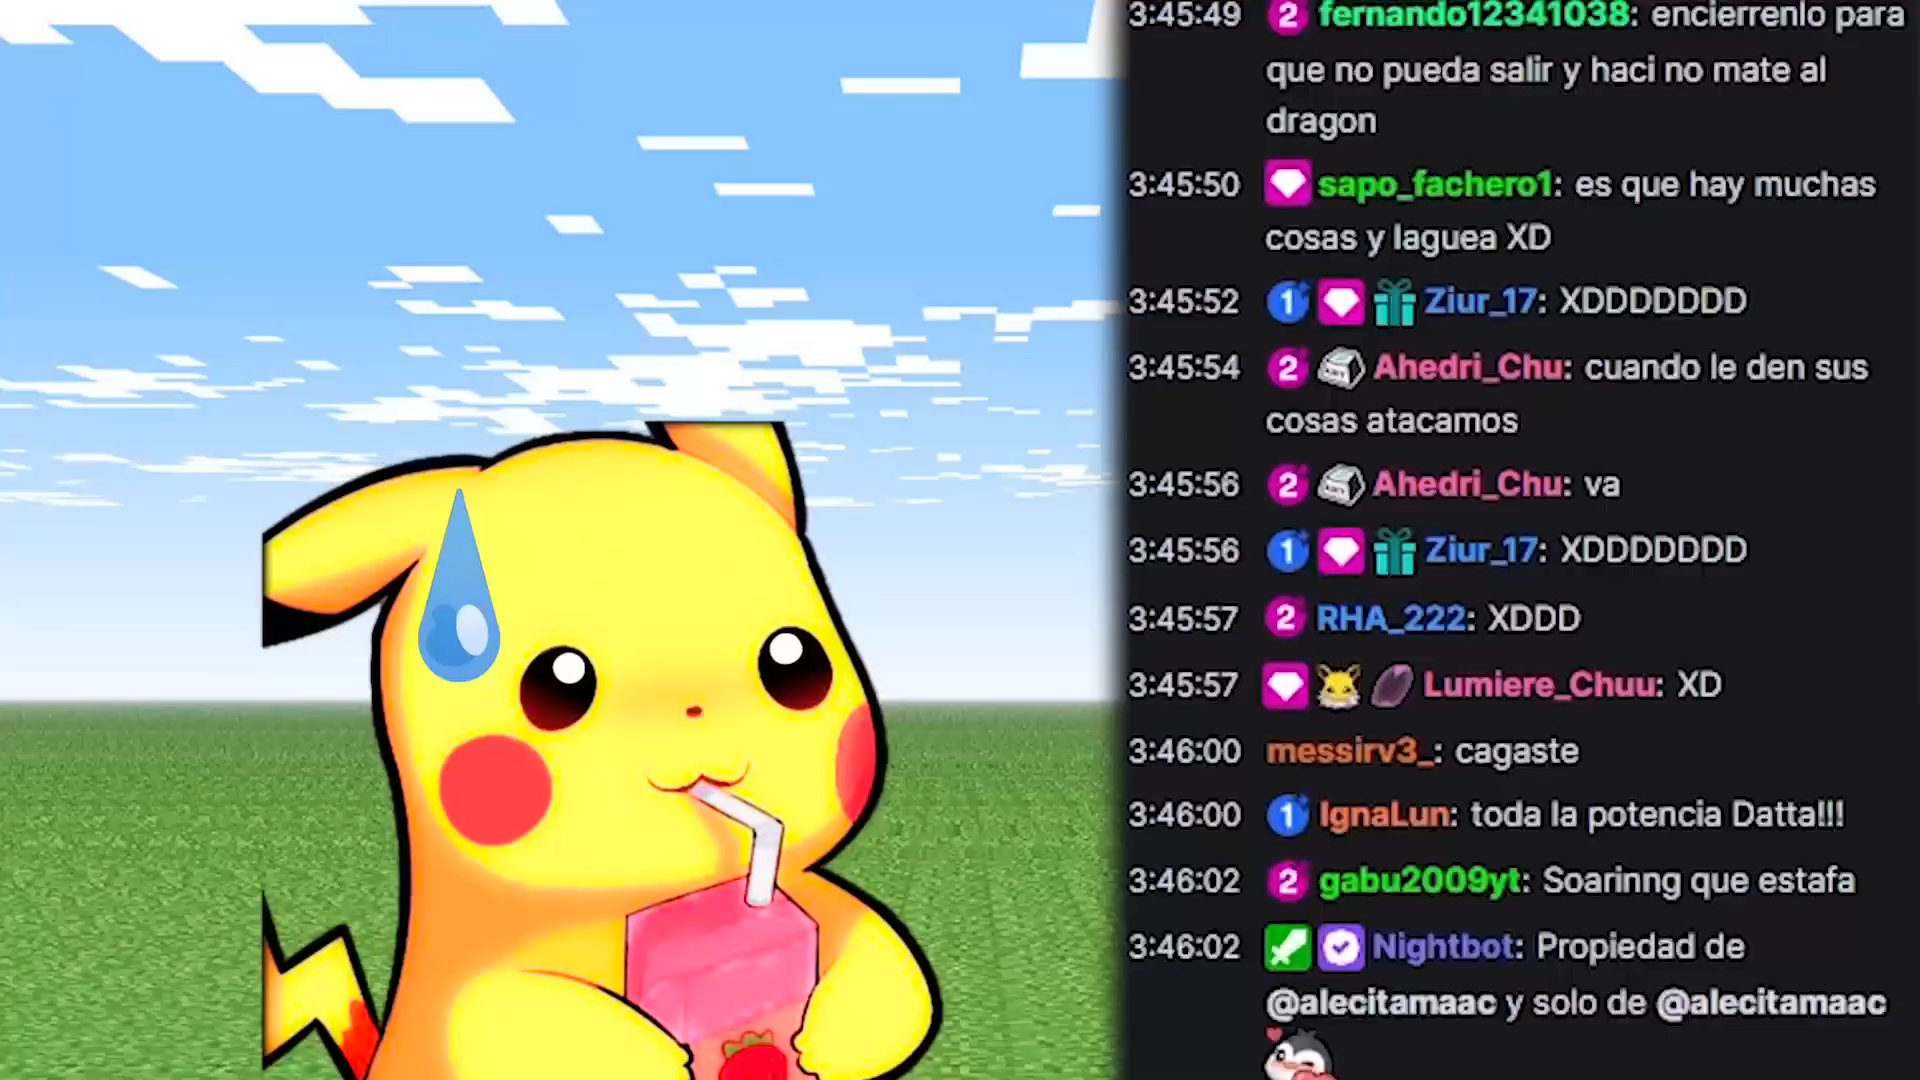 3:45:49 2 fernando12341038: encierrenlo para
que no pueda salir y haci no mate al
dragon
3:45:50 sapo_fachero1: es que hay muchas
cosas y laguea XD
3:45:52 1 Ziur_17: XDDDDDDD
3:45:54 2 Ahedri_Chu: cuando le den sus
cosas atacamos
3:45:56 2 Ahedri_Chu: va
3:45:56 1 Ziur_17: XDDDDDDD
3:45:57 2 RHA_222: XDDD
3:45:57 Lumiere_Chuu: XD
3:46:00 messirv3_: cagaste
3:46:00 1 IgnaLun: toda la potencia Datta!!!
3:46:02 2 gabu2009yt: Soarinng que estafa
3:46:02 Nightbot: Propiedad de
@alecitamaac y solo de @alecitamaac